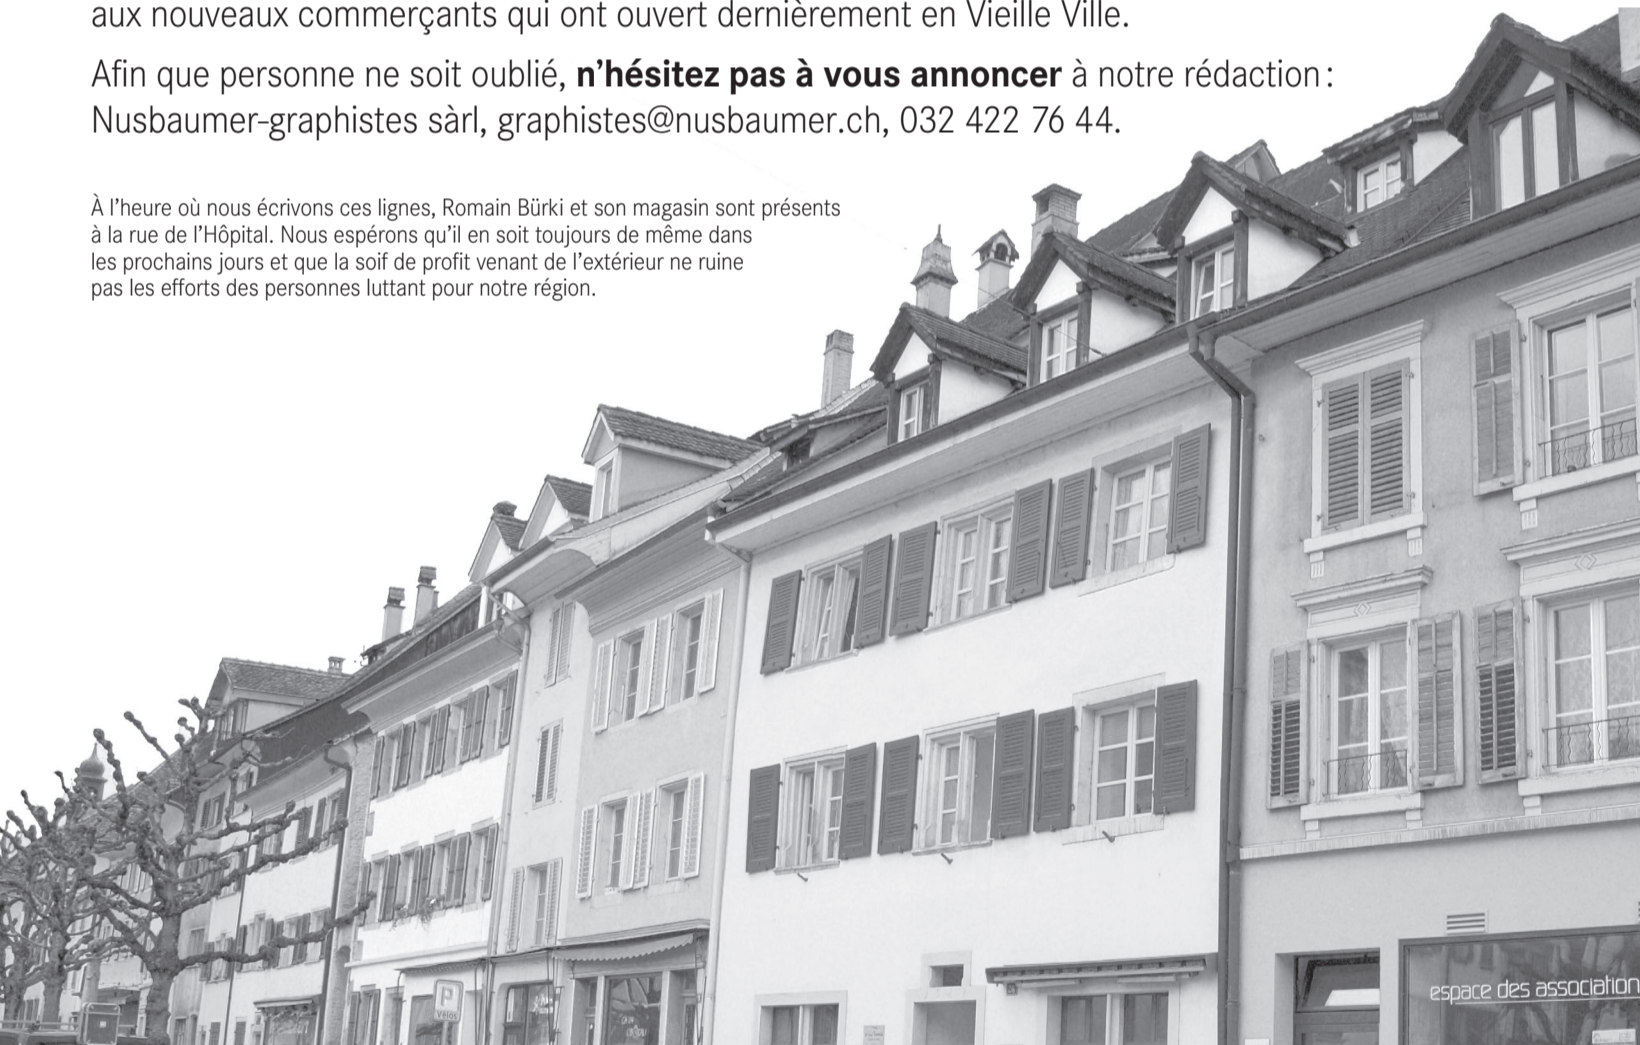 aux nouveaux commerçants qui ont ouvert dernièrement en Vieille Ville.
Afin que personne ne soit oublié, n’hésitez pas à vous annoncer à notre rédaction :
Nusbaumer-graphistes sàrl, graphistes@nusbaumer.ch, 032 422 76 44.
À l’heure où nous écrivons ces lignes, Romain Bürki et son magasin sont présents
à la rue de l’Hôpital. Nous espérons qu’il en soit toujours de même dans
les prochains jours et que la soif de profit venant de l’extérieur ne ruine
pas les efforts des personnes luttant pour notre région.
P
Vélos
espace des association